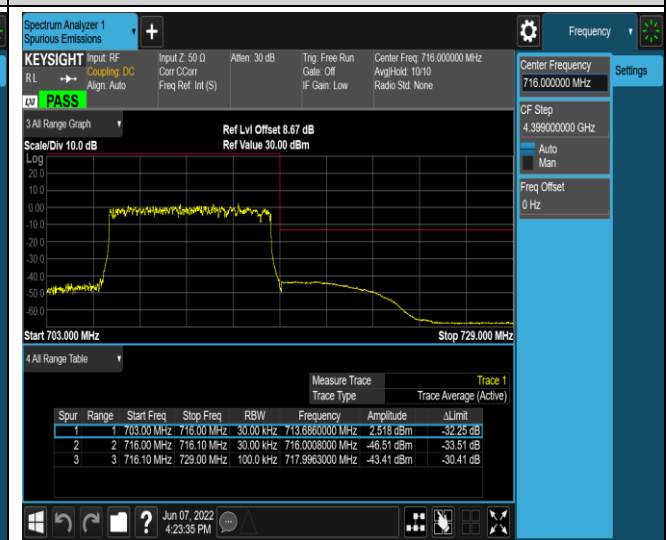 Spectrum Analyzer 1
Spurious Emissions
Frequency
KEYSIGHT Input: RF Input Z: 50 Ω Atten: 30 dB Trig: Free Run Center Freq: 716.000000 MHz
R L Coupling: DC Corr CCorr Gate: Off Avg|Hold: 10/10
Align: Auto Freq Ref: Int (S) IF Gain: Low Radio Std: None
LXI PASS
Center Frequency
716.000000 MHz
Settings
CF Step
4.399000000 GHz
Auto
Man
Freq Offset
0 Hz
3 All Range Graph
Ref Lvl Offset 8.67 dB
Scale/Div 10.0 dB Ref Value 30.00 dBm
Log
20.0
10.0
0.00
-10.0
-20.0
-30.0
-40.0
-50.0
-60.0
Start 703.000 MHz Stop 729.000 MHz
4 All Range Table
Measure Trace Trace 1
Trace Type Trace Average (Active)
Spur Range Start Freq Stop Freq RBW Frequency Amplitude ΔLimit
1 1 703.00 MHz 716.00 MHz 30.00 kHz 713.6860000 MHz 2.518 dBm -32.25 dB
2 2 716.00 MHz 716.10 MHz 30.00 kHz 716.0008000 MHz -46.51 dBm -33.51 dB
3 3 716.10 MHz 729.00 MHz 100.0 kHz 717.9963000 MHz -43.41 dBm -30.41 dB
Jun 07, 2022
4:23:35 PM